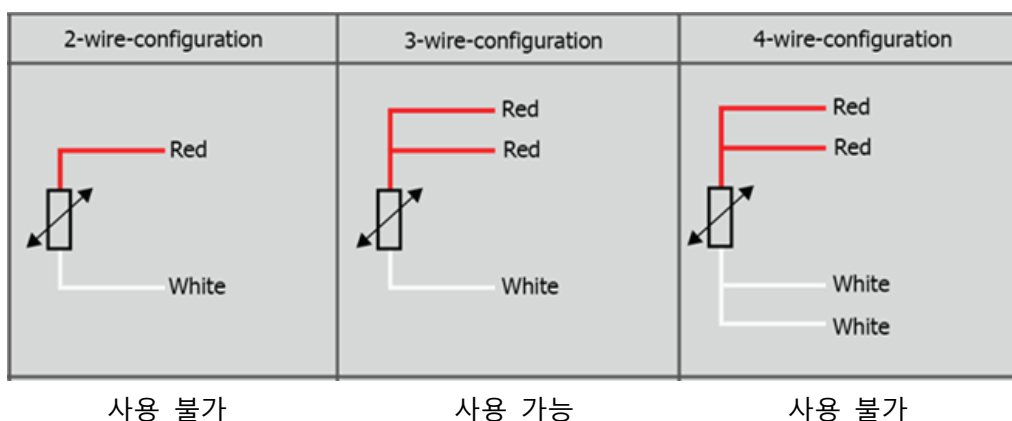 2-wire-configuration 3-wire-configuration 4-wire-configuration
Red
White
Red
Red
White
Red
Red
White
White
사용 불가 사용 가능 사용 불가